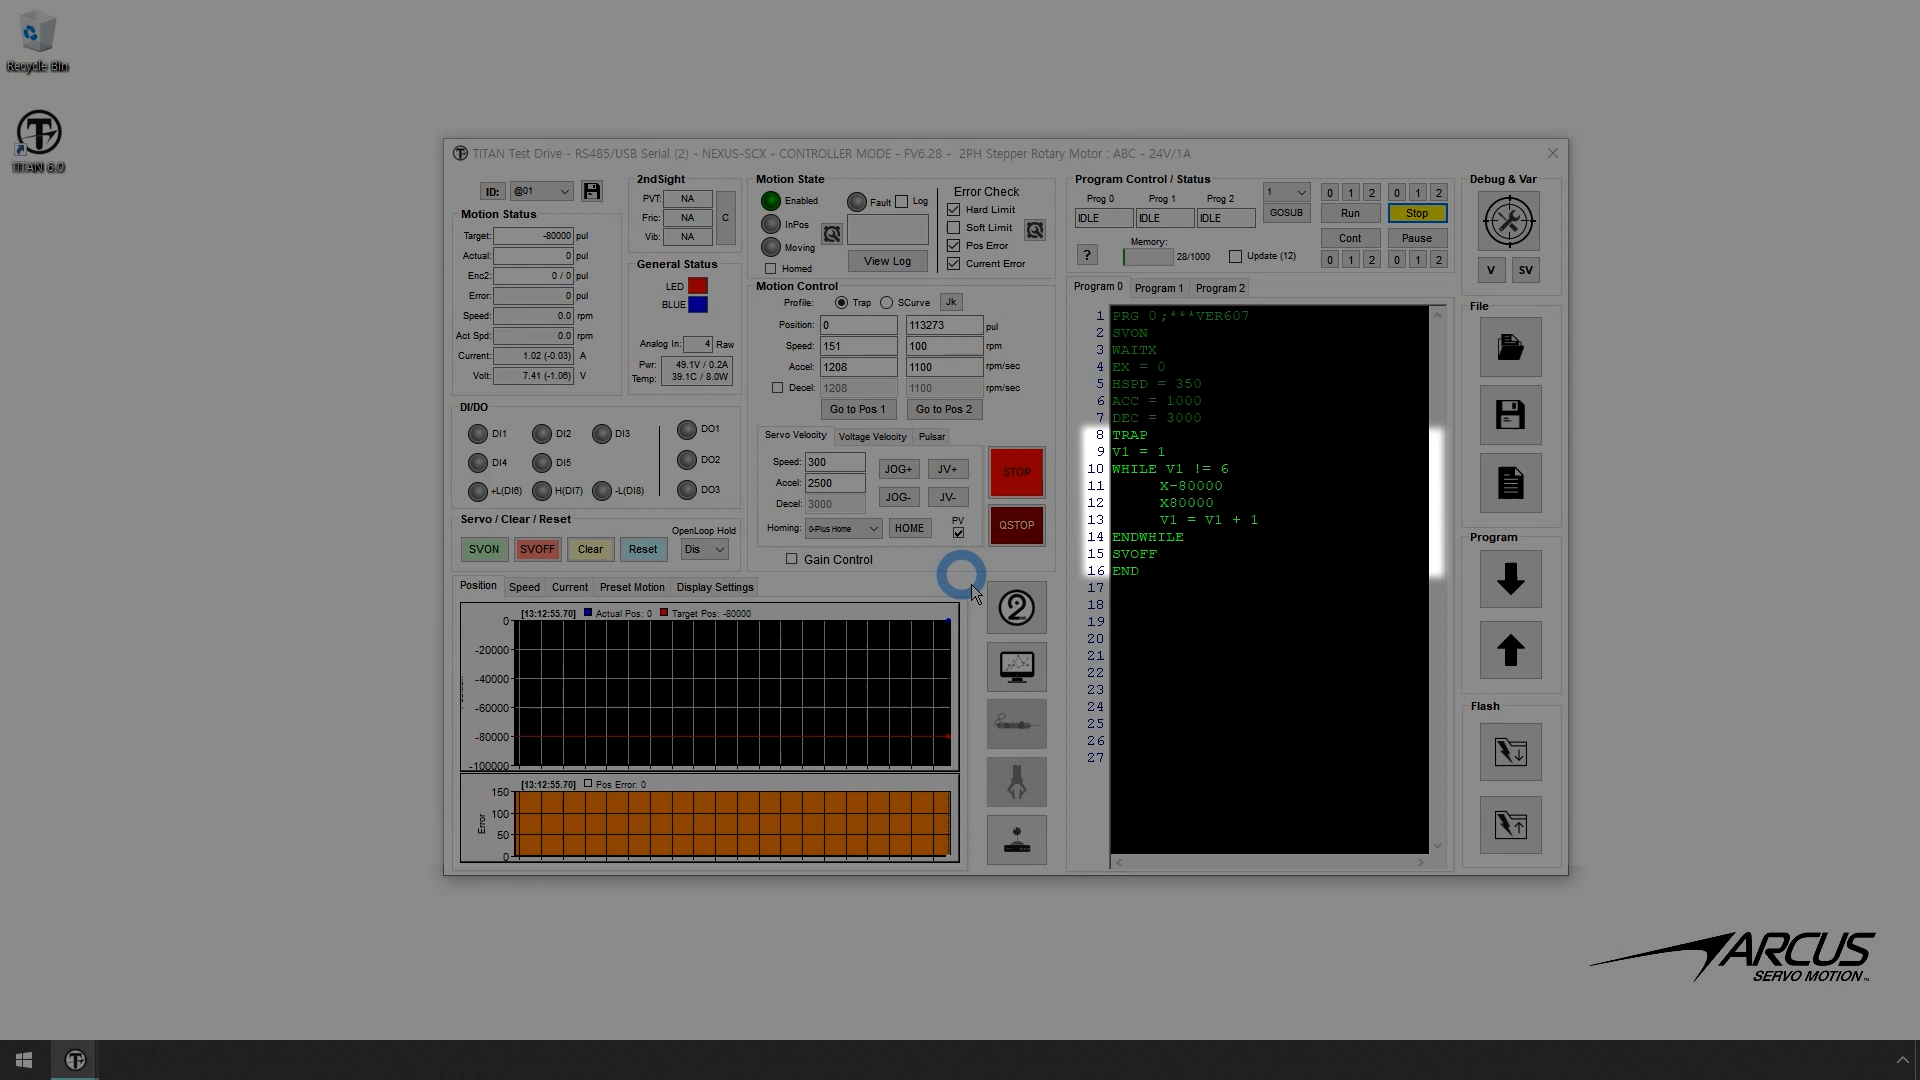 Recycle Bin
TITAN 6.0
TITAN Test Drive - RS485/USB Serial (2) - NEXUS-SCX - CONTROLLER MODE - FV6.28 - 2PH Stepper Rotary Motor : ABC - 24V/1A
ID: @01
Motion Status
Target: -80000 pul
Actual: 0 pul
Enc2: 0 / 0 pul
Error: 0 pul
Speed: 0.0 rpm
Act Spd: 0.0 rpm
Current: 1.02 (-0.03) A
Volt: 7.41 (-1.06) V
2ndSight
PVT: NA
Fric: NA
Vib: NA
C
General Status
LED
BLUE
Analog In: 4 Raw
Pwr: 49.1V / 0.2A
Temp: 39.1C / 8.0W
DI/DO
DI1 DI2 DI3 DO1
DI4 DI5 DO2
+L(DI6) H(DI7) -L(DI8) DO3
Servo / Clear / Reset
OpenLoop Hold
SVON SVOFF Clear Reset Dis
Motion State
Enabled
InPos
Moving
Homed
Fault Log
View Log
Error Check
Hard Limit
Soft Limit
Pos Error
Current Error
Motion Control
Profile: Trap SCurve Jk
Position: 0 113273 pul
Speed: 151 100 rpm
Accel: 1208 1100 rpm/sec
Decel: 1208 1100 rpm/sec
Go to Pos 1 Go to Pos 2
Servo Velocity Voltage Velocity Pulsar
Speed: 300 JOG+ JV+
Accel: 2500
Decel: 3000 JOG- JV-
Homing: 0-Plus Home HOME PV
STOP
QSTOP
Gain Control
Position Speed Current Preset Motion Display Settings
[13:12:55.70] Actual Pos: 0 Target Pos: -80000
0
-20000
-40000
-60000
-80000
-100000
[13:12:55.70] Pos Error: 0
Error
150
100
50
0
2
Program Control / Status
Prog 0 Prog 1 Prog 2
IDLE IDLE IDLE
1
GOSUB
0 1 2 0 1 2
Run Stop
Cont Pause
0 1 2 0 1 2
? Memory: 28/1000 Update (12)
Program 0 Program 1 Program 2
1 PRG 0;***VER607
2 SVON
3 WAITX
4 EX = 0
5 HSPD = 350
6 ACC = 1000
7 DEC = 3000
8 TRAP
9 V1 = 1
10 WHILE V1 != 6
11 X-80000
12 X80000
13 V1 = V1 + 1
14 ENDWHILE
15 SVOFF
16 END
17
18
19
20
21
22
23
24
25
26
27
Debug & Var
V SV
File
Program
Flash
ARCUS
SERVO MOTION™